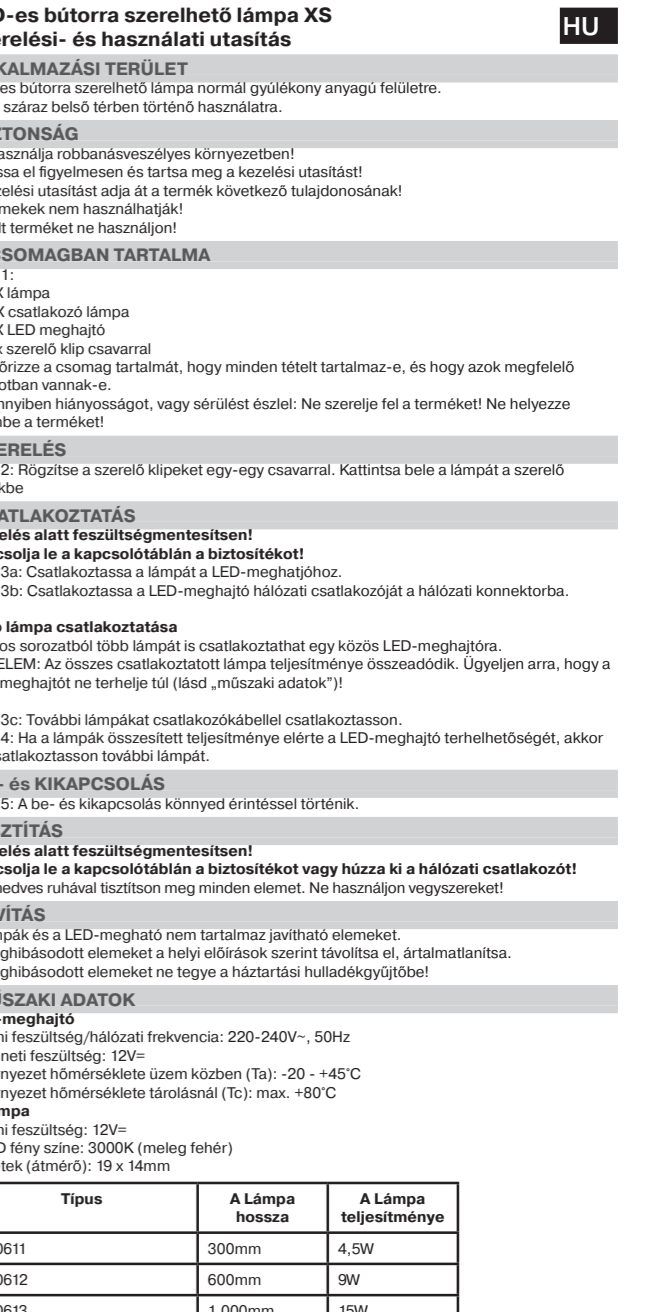 D-es bútorra szerelhető lámpa XS
erelési- és használati utasítás
HU
KALMAZÁSI TERÜLET
es bútorra szerelhető lámpa normál gyúlékony anyagú felületre.
száraz belső térben történő használatra.
ZTONSÁG
asználja robbanásveszélyes környezetben!
ssa el figyelmesen és tartsa meg a kezelési utasítást!
zelési utasítást adja át a termék következő tulajdonosának!
rmekek nem használhatják!
lt terméket ne használjon!
CSOMAGBAN TARTALMA
1:
X lámpa
X csatlakozó lámpa
X LED meghajtó
x szerelő klip csavarral
őrizze a csomag tartalmát, hogy minden tételt tartalmaz-e, és hogy azok megfelelő
otban vannak-e.
nnyiben hiányosságot, vagy sérülést észlel: Ne szerelje fel a terméket! Ne helyezze
mbe a terméket!
ERELÉS
2: Rögzítse a szerelő klipeket egy-egy csavarral. Kattintsa bele a lámpát a szerelő
kbe
ATLAKOZTATÁS
elés alatt feszültségmentesítsen!
csolja le a kapcsolótáblán a biztosítékot!
3a: Csatlakoztassa a lámpát a LED-meghatjóhoz.
3b: Csatlakoztassa a LED-meghajtó hálózati csatlakozóját a hálózati konnektorba.
b lámpa csatlakoztatása
os sorozatból több lámpát is csatlakoztathat egy közös LED-meghajtóra.
ELEM: Az összes csatlakoztatott lámpa teljesítménye összeadódik. Ügyeljen arra, hogy a
meghajtót ne terhelje túl (lásd „műszaki adatok”)!
3c: További lámpákat csatlakozókábellel csatlakoztasson.
4: Ha a lámpák összesített teljesítménye elérte a LED-meghajtó terhelhetőségét, akkor
satlakoztasson további lámpát.
- és KIKAPCSOLÁS
5: A be- és kikapcsolás könnyed érintéssel történik.
SZTÍTÁS
elés alatt feszültségmentesítsen!
csolja le a kapcsolótáblán a biztosítékot vagy húzza ki a hálózati csatlakozót!
nedves ruhával tisztítson meg minden elemet. Ne használjon vegyszereket!
VÍTÁS
mpák és a LED-megható nem tartalmaz javítható elemeket.
ghibásodott elemeket a helyi előírások szerint távolítsa el, ártalmatlanítsa.
ghibásodott elemeket ne tegye a háztartási hulladékgyűjtőbe!
ŰSZAKI ADATOK
-meghajtó
ni feszültség/hálózati frekvencia: 220-240V~, 50Hz
neti feszültség: 12V=
rnyezet hőmérséklete üzem közben (Ta): -20 - +45°C
rnyezet hőmérséklete tárolásnál (Tc): max. +80°C
mpa
ni feszültség: 12V=
D fény színe: 3000K (meleg fehér)
etek (átmérő): 19 x 14mm
Típus A Lámpa hossza A Lámpa teljesítménye
0611 300mm 4,5W
0612 600mm 9W
0613 1.000mm 15W